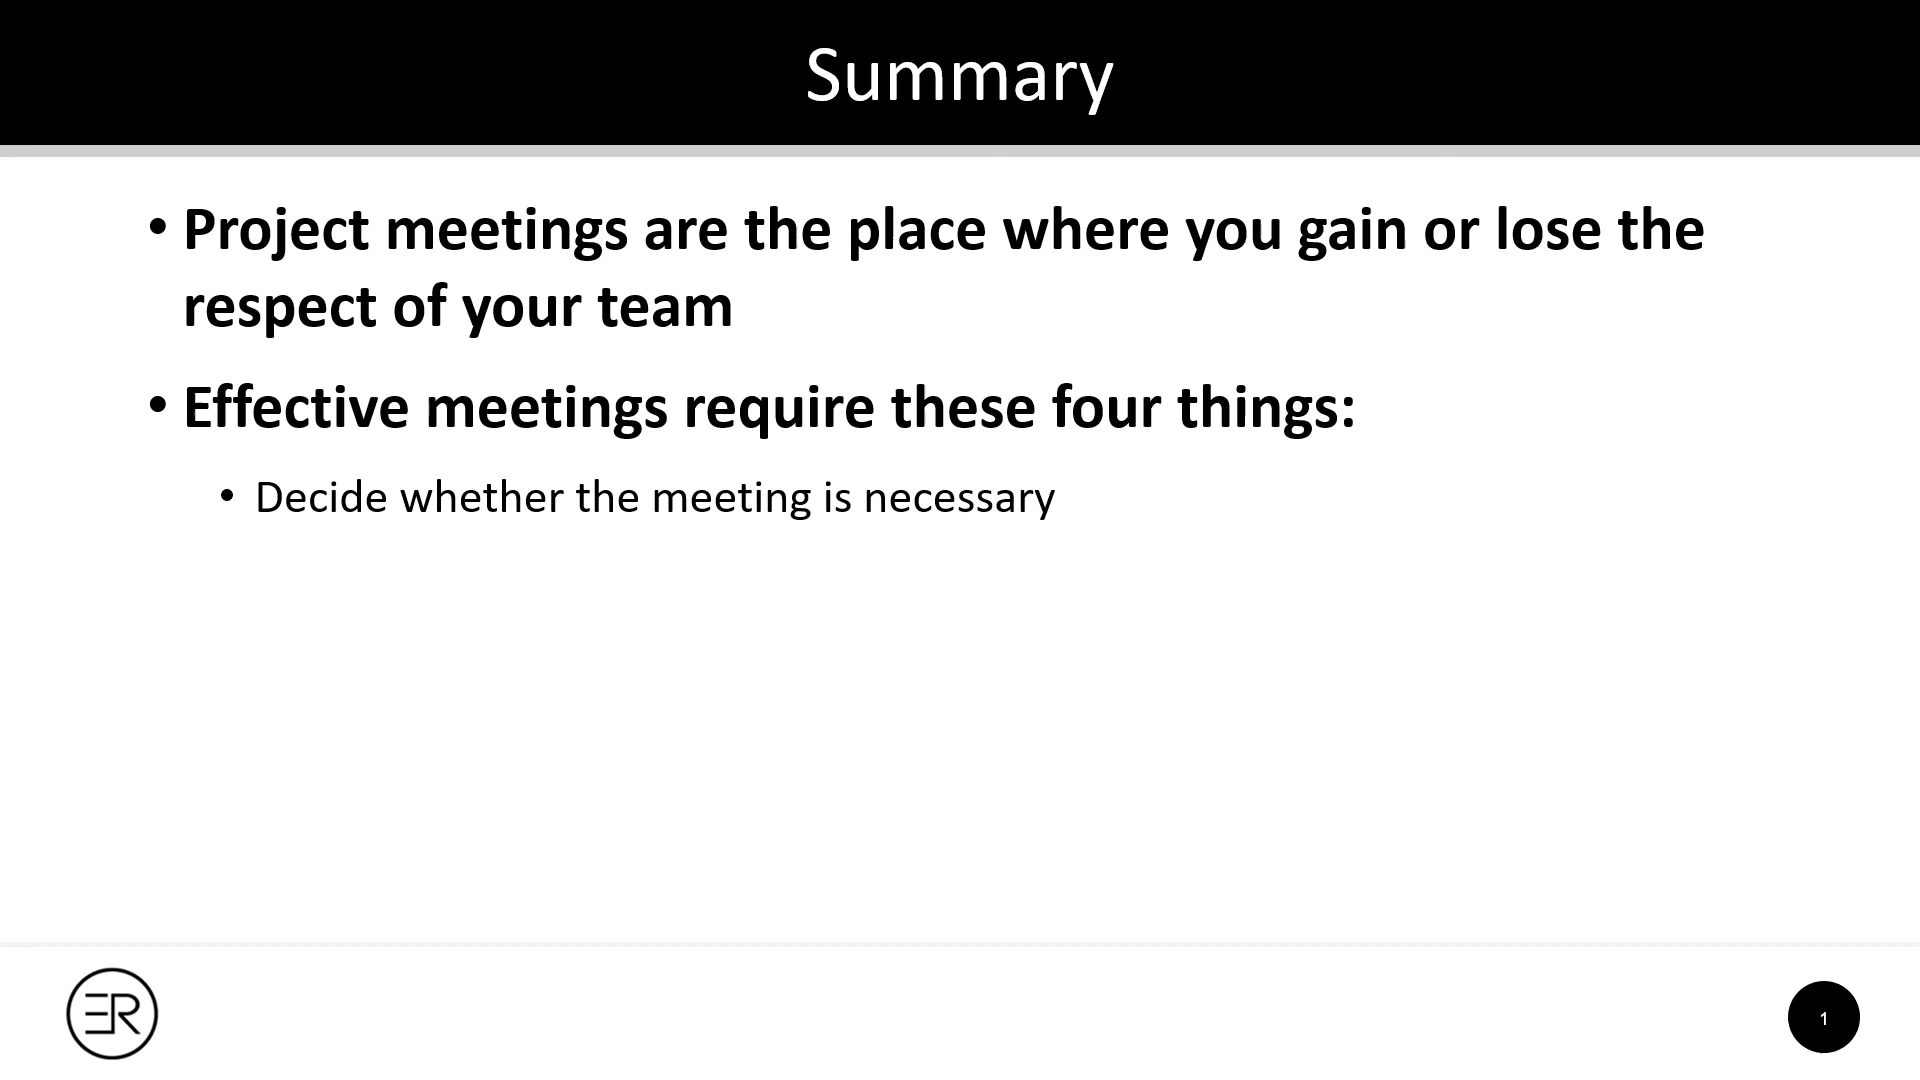 Summary
• Project meetings are the place where you gain or lose the
respect of your team
• Effective meetings require these four things:
• Decide whether the meeting is necessary
ER
1